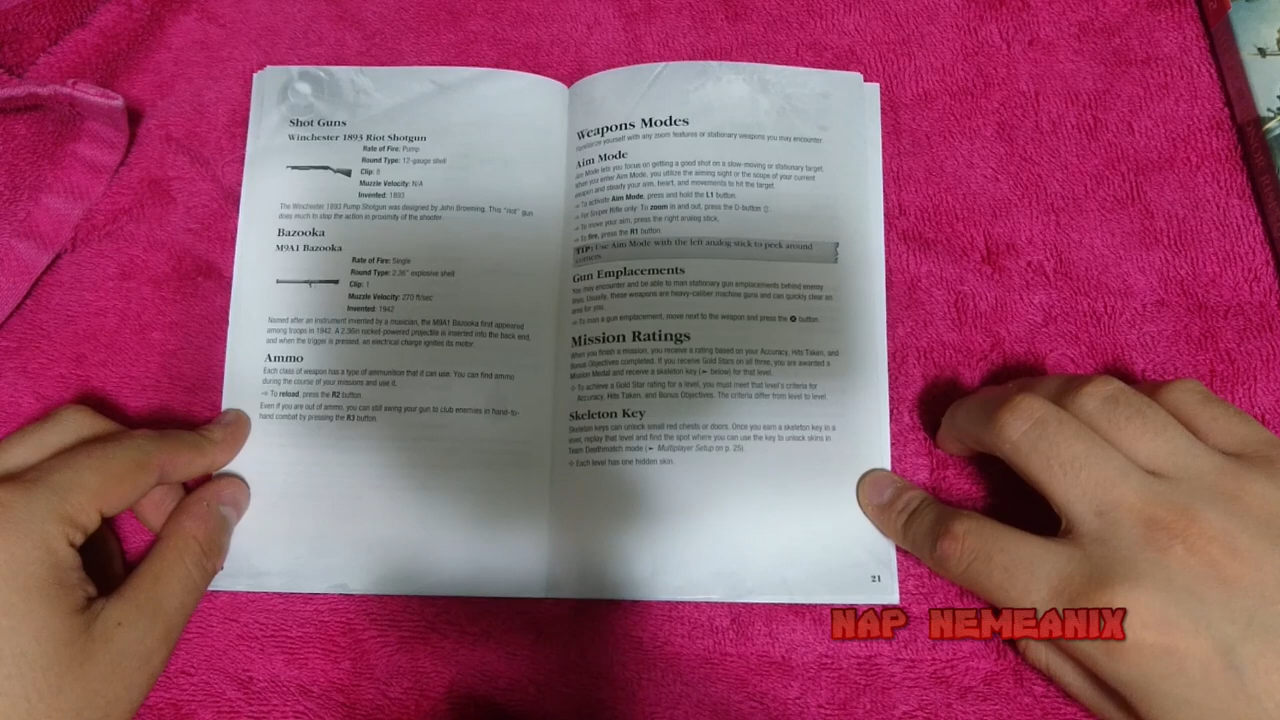 Shot Guns
Winchester 1893 Riot Shotgun
Rate of Fire: Pump
Round Type: 12-gauge shell
Clip: 8
Muzzle Velocity: N/A
Invented: 1893
The Winchester 1893 Pump Shotgun was designed by John Browning. This "riot" gun
does much to stop the action in proximity of the shooter.
Bazooka
M9A1 Bazooka
Rate of Fire: Single
Round Type: 2.36" explosive shell
Clip: 1
Muzzle Velocity: 270 ft/sec
Invented: 1942
Named after an instrument invented by a musician, the M9A1 Bazooka first appeared
among troops in 1942. A 2.36in rocket-powered projectile is inserted into the back end,
and when the trigger is pressed, an electrical charge ignites its motor.
Ammo
Each class of weapon has a type of ammunition that it can use. You can find ammo
during the course of your missions and use it.
To reload, press the R2 button.
Even if you are out of ammo, you can still swing your gun to club enemies in hand-to-
hand combat by pressing the R3 button.
Weapons Modes
Familiarize yourself with any zoom features or stationary weapons you may encounter.
Aim Mode
Aim Mode lets you focus on getting a good shot on a slow-moving or stationary target.
When you enter Aim Mode, you utilize the aiming sight or the scope of your current
weapon and steady your aim, heart, and movements to hit the target.
To activate Aim Mode, press and hold the L1 button.
For Sniper Rifle only: To zoom in and out, press the D-button
To move your aim, press the right analog stick.
To fire, press the R1 button.
TIP: Use Aim Mode with the left analog stick to peek around
corners.
Gun Emplacements
You may encounter and be able to man stationary gun emplacements behind enemy
lines. Usually, these weapons are heavy-caliber machine guns and can quickly clear an
area for you.
To man a gun emplacement, move next to the weapon and press the button.
Mission Ratings
When you finish a mission, you receive a rating based on your Accuracy, Hits Taken, and
Bonus Objectives completed. If you receive Gold Stars on all three, you are awarded a
Mission Medal and receive a skeleton key (☛ below) for that level.
To achieve a Gold Star rating for a level, you must meet that level's criteria for
Accuracy, Hits Taken, and Bonus Objectives. The criteria differ from level to level.
Skeleton Key
Skeleton keys can unlock small red chests or doors. Once you earn a skeleton key in a
level, replay that level and find the spot where you can use the key to unlock skins in
Team Deathmatch mode (☛ Multiplayer Setup on p. 25).
Each level has one hidden skin.
21
NAP NEMEANIX